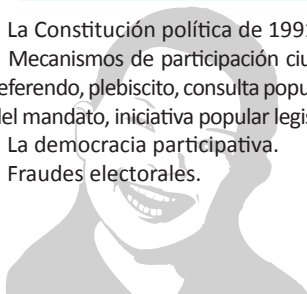 La Constitución política de 199
Mecanismos de participación ciu
eferendo, plebiscito, consulta popu
del mandato, iniciativa popular legis
La democracia participativa.
Fraudes electorales.